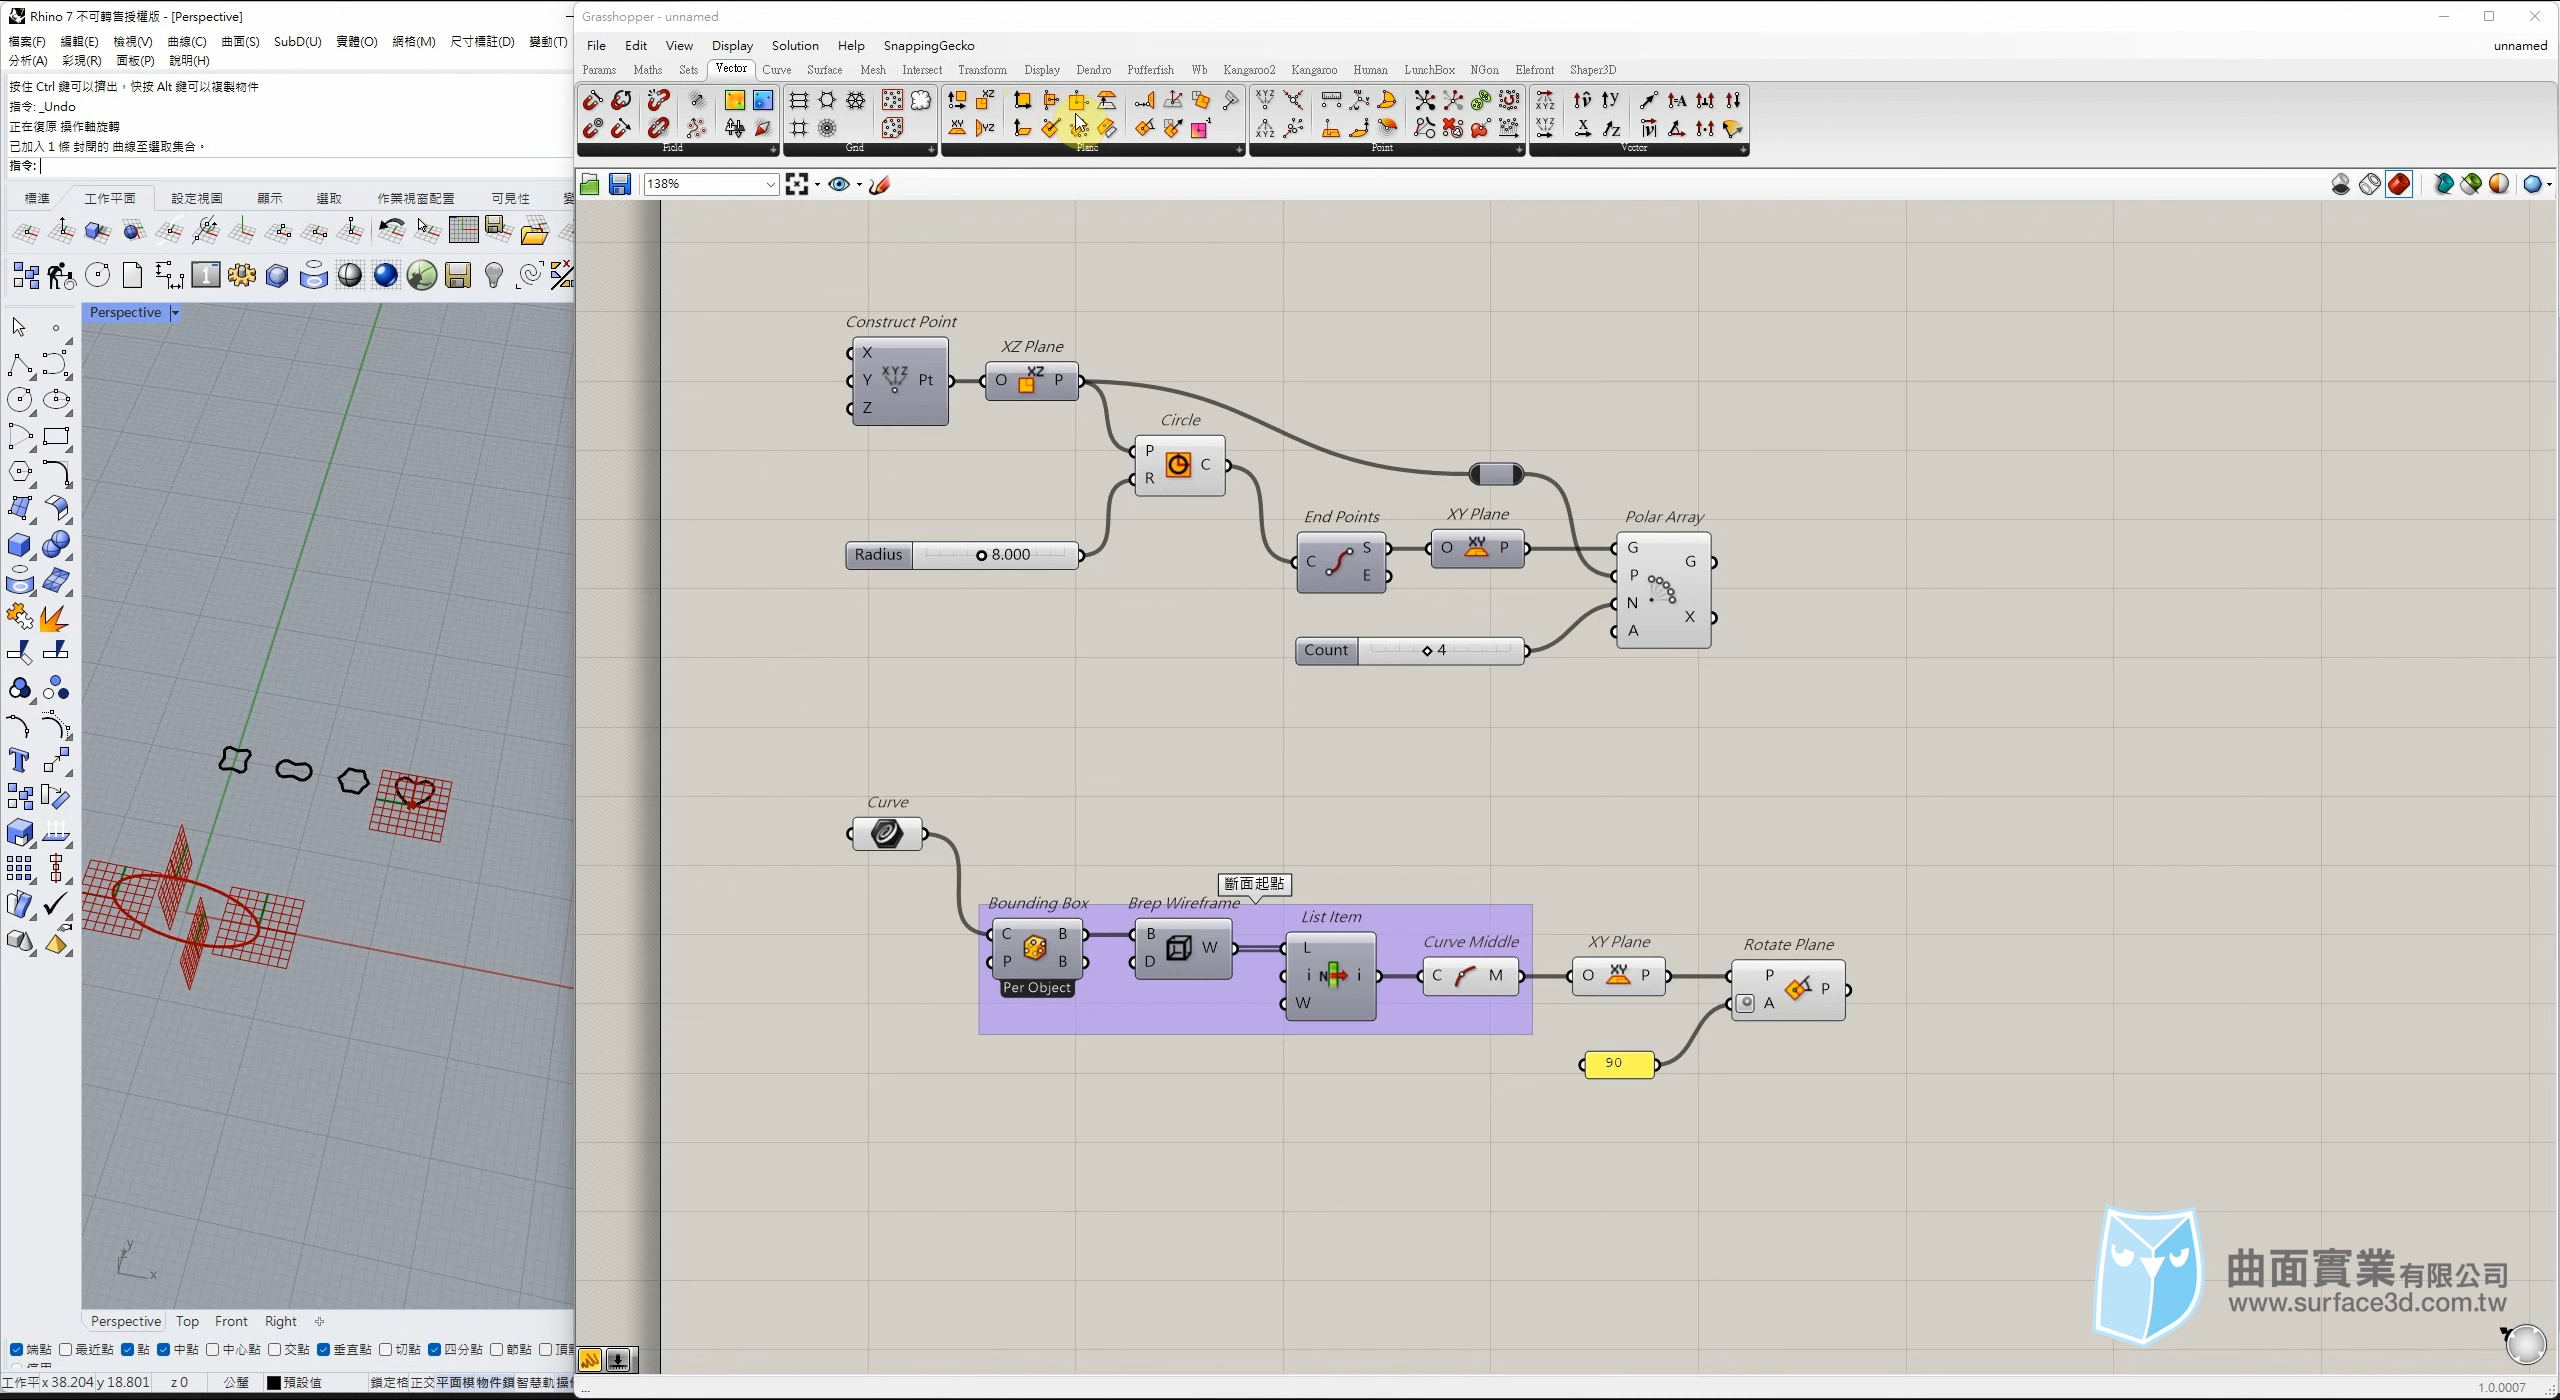 Rhino 7 不可轉售授權版 - [Perspective]
檔案(F) 編輯(E) 檢視(V) 曲線(C) 曲面(S) SubD(U) 實體(O) 網格(M) 尺寸標註(D) 變動(T)
分析(A) 彩現(R) 面板(P) 說明(H)
按住 Ctrl 鍵可以擠出，快按 Alt 鍵可以複製物件
指令: _Undo
正在復原 操作軸旋轉
已加入 1 條 封閉的 曲線至選取集合。
指令:
標準 工作平面 設定視圖 顯示 選取 作業視窗配置 可見性
Perspective
y
z
x
Perspective Top Front Right
端點 最近點 點 中點 中心點 交點 垂直點 切點 四分點 節點 頂點
停用
工作平 x 38.204 y 18.801 z 0 公釐 預設值 鎖定格 正交 平面模 物件鎖 智慧軌 操作
Grasshopper - unnamed
File Edit View Display Solution Help SnappingGecko
unnamed
Params Maths Sets Vector Curve Surface Mesh Intersect Transform Display Dendro Pufferfish Wb Kangaroo2 Kangaroo Human LunchBox NGon Elefront Shaper3D
Field Grid Plane Point Vector
138%
Construct Point
X
Y
Z
XYZ
Pt
XZ Plane
O XZ P
Circle
P
R
C
Radius 8.000
End Points
C
S
E
XY Plane
O XY P
Polar Array
G
P
N
A
G
X
Count 4
Curve
斷面起點
Bounding Box
C B
P B
Per Object
Brep Wireframe
B
D
W
List Item
L
i N i
W
Curve Middle
C M
XY Plane
O XY P
Rotate Plane
P
A
P
90
曲面實業有限公司
www.surface3d.com.tw
...
1.0.0007